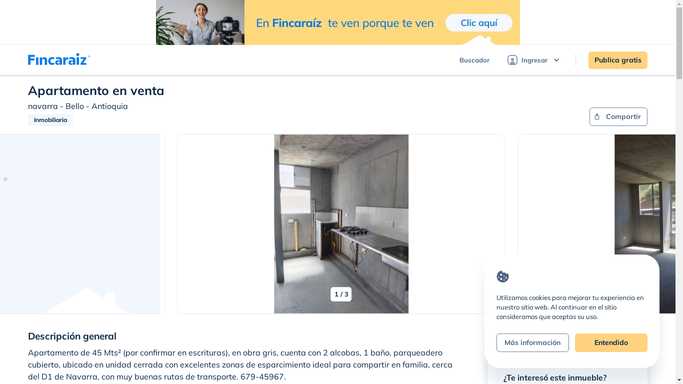 En Fincaraíz te ven porque te ven
Clic aquí
Fincaraiz
Buscador
Ingresar
Publica gratis
Apartamento en venta
navarra - Bello - Antioquia
Inmobiliaria
Compartir
1 / 3
Utilizamos cookies para mejorar tu experiencia en
nuestro sitio web. Al continuar en el sitio
consideramos que aceptas su uso.
Más información
Entendido
Descripción general
Apartamento de 45 Mts² (por confirmar en escrituras), en obra gris, cuenta con 2 alcobas, 1 baño, parqueadero
cubierto, ubicado en unidad cerrada con excelentes zonas de esparcimiento ideal para compartir en familia, cerca
del D1 de Navarra, con muy buenas rutas de transporte. 679-45967.
¿Te interesó este inmueble?